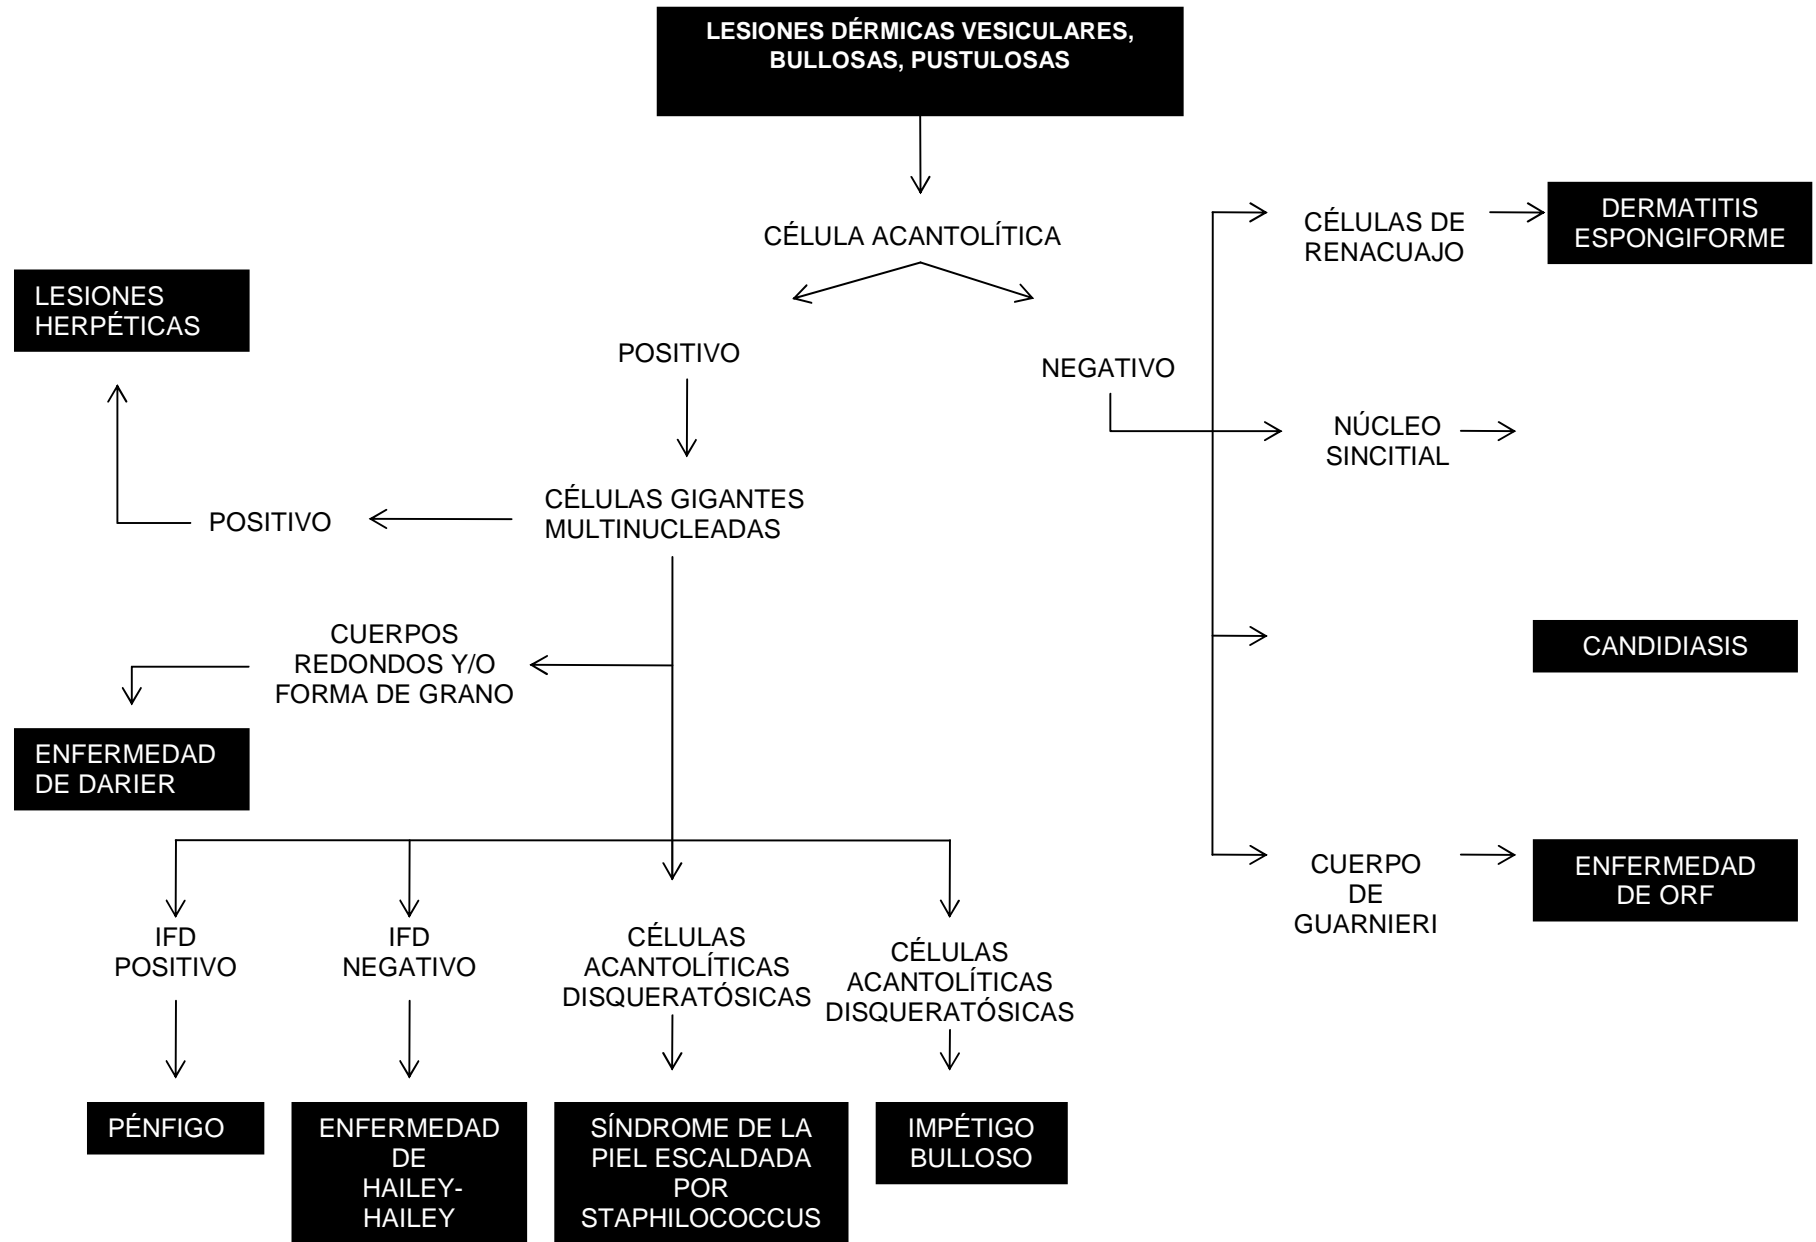 LESIONES DÉRMICAS VESICULARES,
BULLOSAS, PUSTULOSAS
CÉLULA ACANTOLÍTICA
CÉLULAS DE
RENACUAJO
DERMATITIS
ESPONGIFORME
LESIONES
HERPÉTICAS
POSITIVO
NEGATIVO
NÚCLEO
SINCITIAL
CÉLULAS GIGANTES
MULTINUCLEADAS
POSITIVO
CUERPOS
REDONDOS Y/O
FORMA DE GRANO
CANDIDIASIS
ENFERMEDAD
DE DARIER
CUERPO
DE
GUARNIERI
ENFERMEDAD
DE ORF
IFD
POSITIVO
IFD
NEGATIVO
CÉLULAS
ACANTOLÍTICAS
DISQUERATÓSICAS
CÉLULAS
ACANTOLÍTICAS
DISQUERATÓSICAS
PÉNFIGO
ENFERMEDAD
DE
HAILEY-
HAILEY
SÍNDROME DE LA
PIEL ESCALDADA
POR
STAPHILOCOCCUS
IMPÉTIGO
BULLOSO